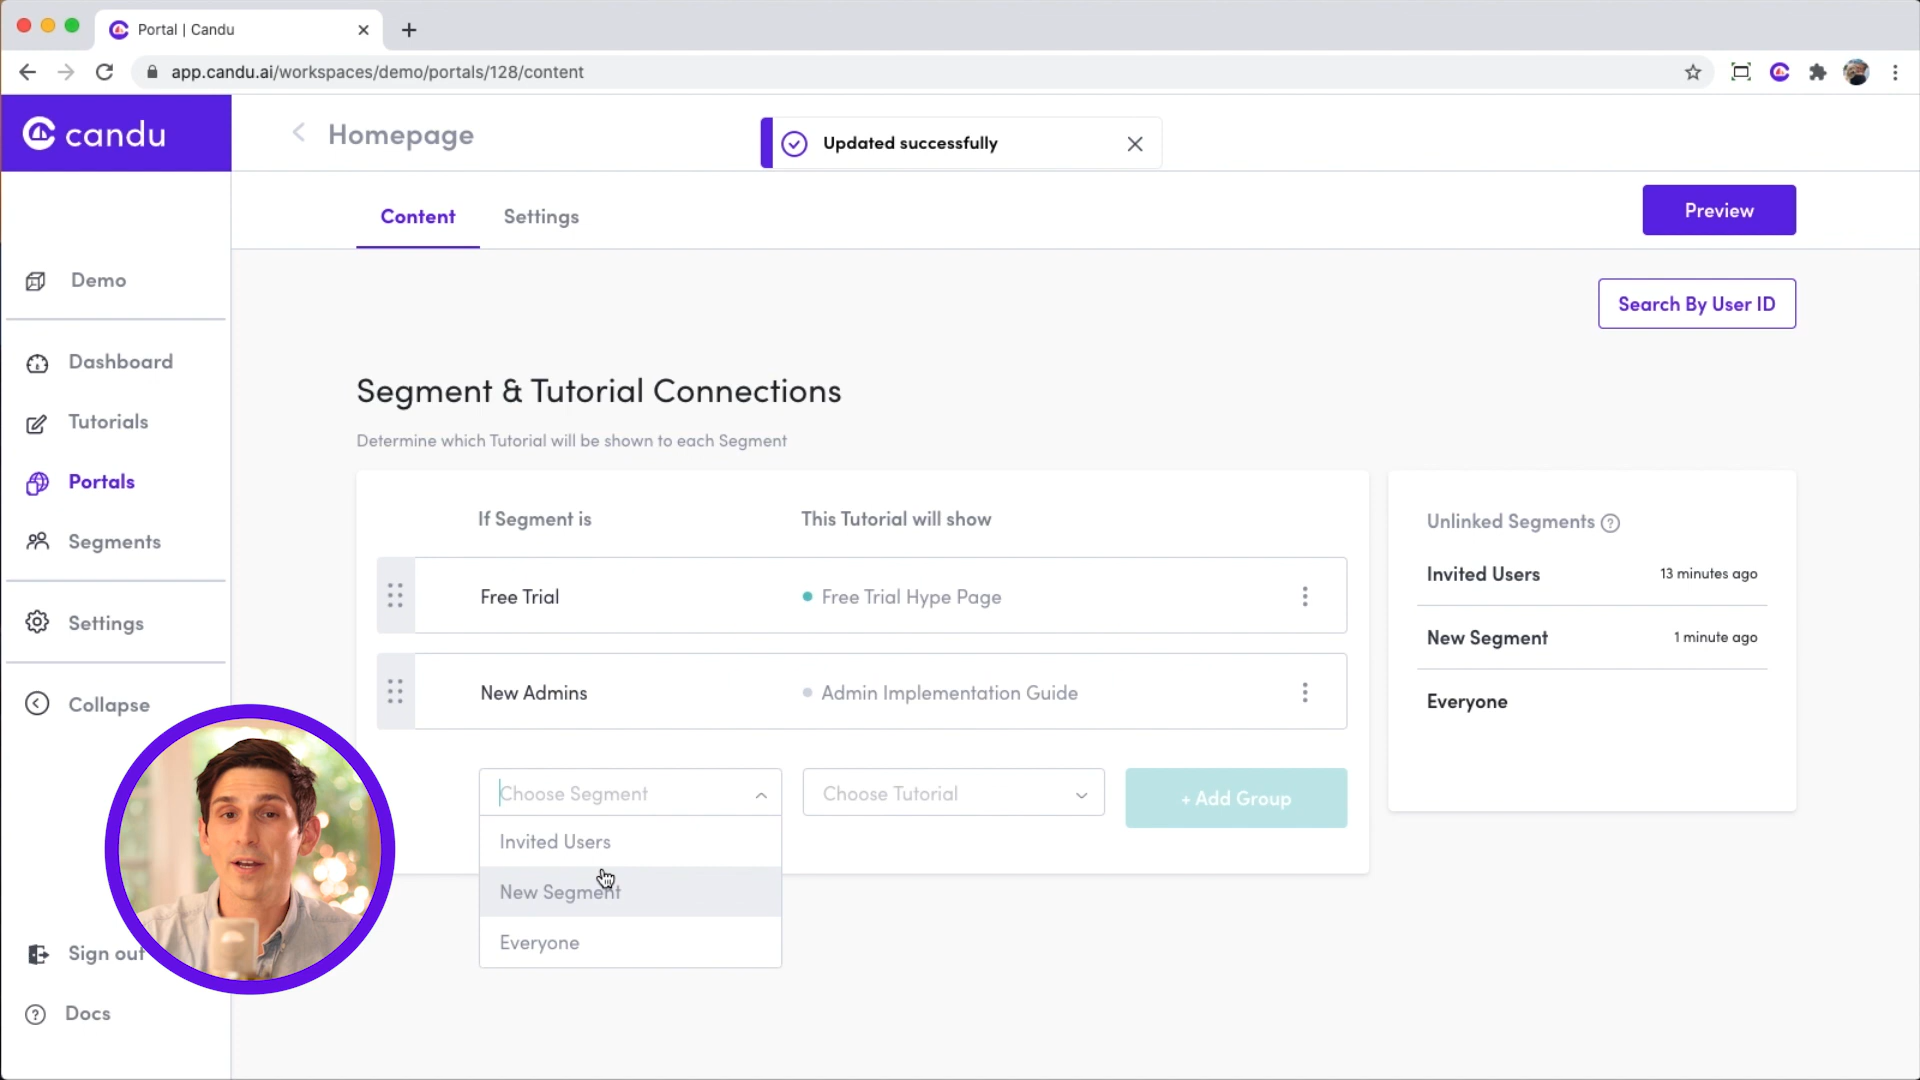 Portal | Candu
app.candu.ai/workspaces/demo/portals/128/content
candu
Homepage
Updated successfully
Content
Settings
Preview
Demo
Search By User ID
Dashboard
Tutorials
Portals
Segments
Settings
Collapse
Sign out
Docs
Segment & Tutorial Connections
Determine which Tutorial will be shown to each Segment
If Segment is
This Tutorial will show
Free Trial
Free Trial Hype Page
New Admins
Admin Implementation Guide
Choose Segment
Choose Tutorial
+ Add Group
Invited Users
New Segment
Everyone
Unlinked Segments
Invited Users
13 minutes ago
New Segment
1 minute ago
Everyone